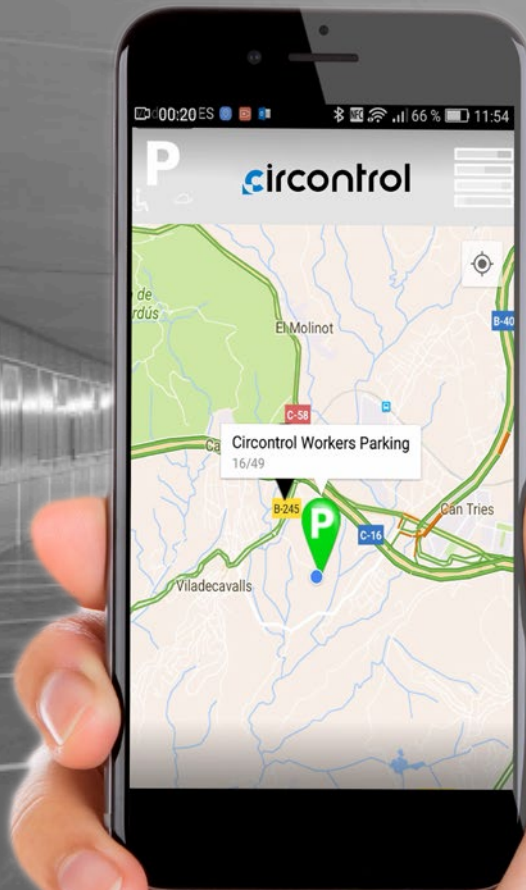 00:20 ES
66 % 11:54
P
circontrol
de
rdús
El Molinot
B-40
C-58
Circontrol Workers Parking
16/49
B-245
P
C-16
Can Tries
Viladecavalls